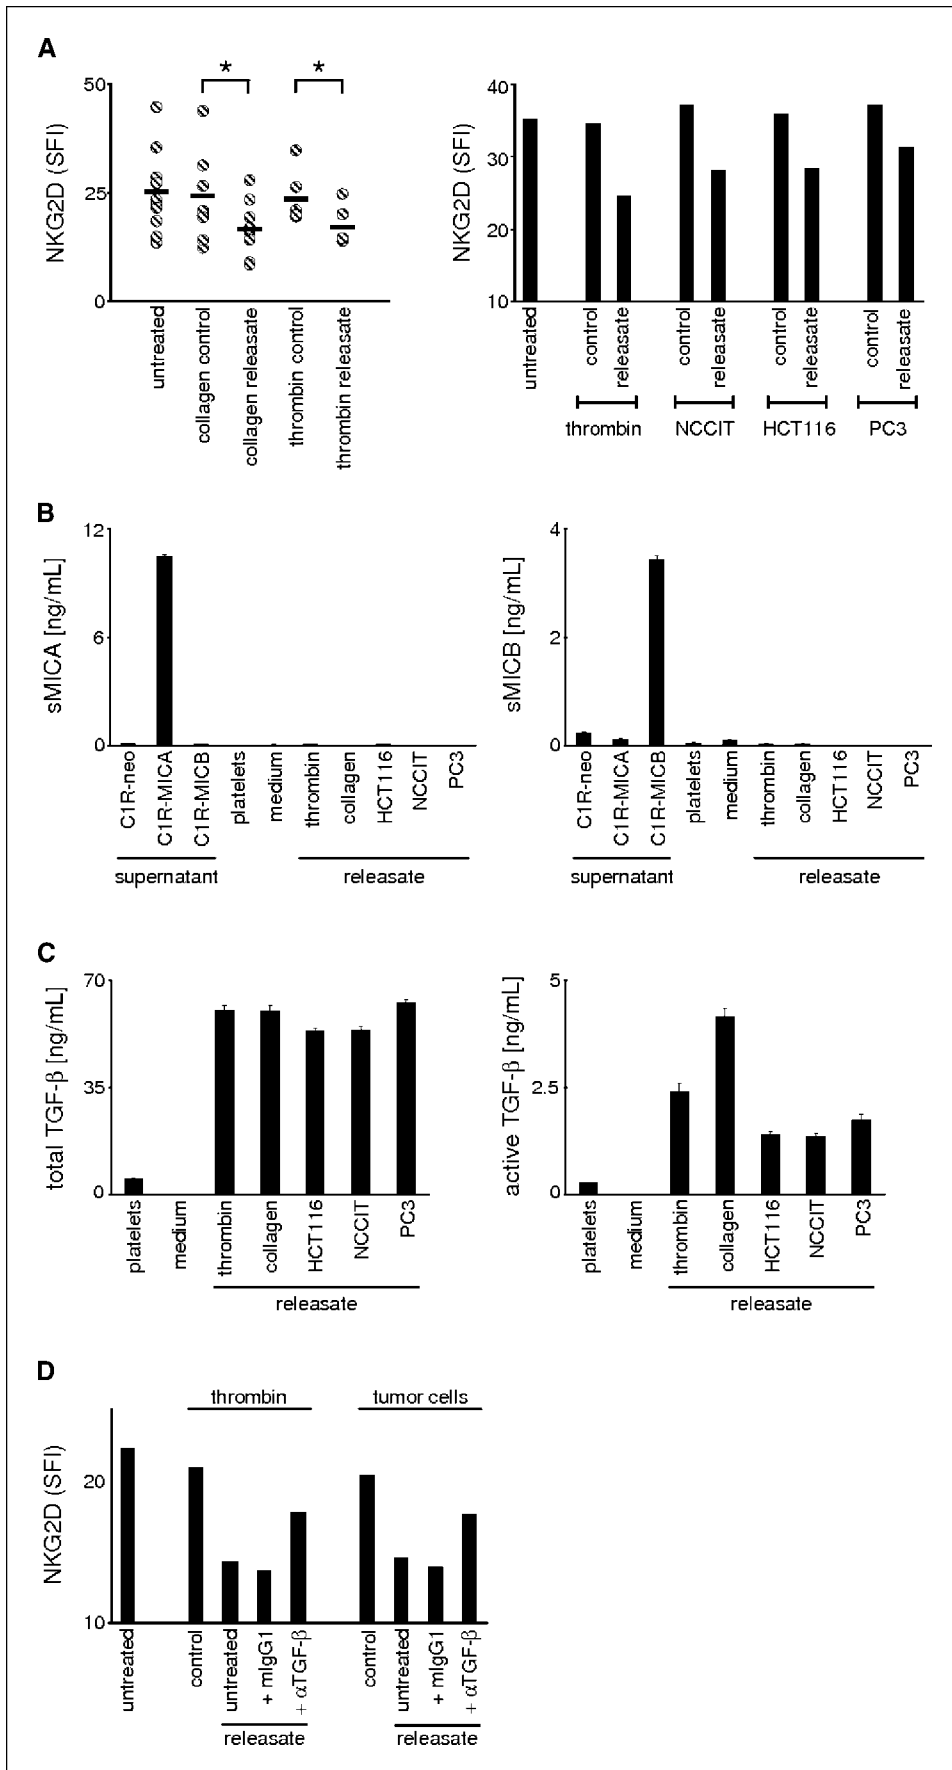 A
* *
50
25
0
NKG2D (SFI)
untreated
collagen control
collagen releasate
thrombin control
thrombin releasate
40
30
20
10
NKG2D (SFI)
untreated
control
releasate
control
releasate
control
releasate
control
releasate
thrombin NCCIT HCT116 PC3
B
12
6
0
sMICA [ng/mL]
C1R-neo
C1R-MICA
C1R-MICB
platelets
medium
thrombin
collagen
HCT116
NCCIT
PC3
supernatant releasate
4
2
0
sMICB [ng/mL]
C1R-neo
C1R-MICA
C1R-MICB
platelets
medium
thrombin
collagen
HCT116
NCCIT
PC3
supernatant releasate
C
70
35
0
total TGF-β [ng/mL]
platelets
medium
thrombin
collagen
HCT116
NCCIT
PC3
releasate
5
2.5
0
active TGF-β [ng/mL]
platelets
medium
thrombin
collagen
HCT116
NCCIT
PC3
releasate
D
thrombin tumor cells
20
10
NKG2D (SFI)
untreated
control
untreated
+ mIgG1
+ αTGF-β
control
untreated
+ mIgG1
+ αTGF-β
releasate releasate